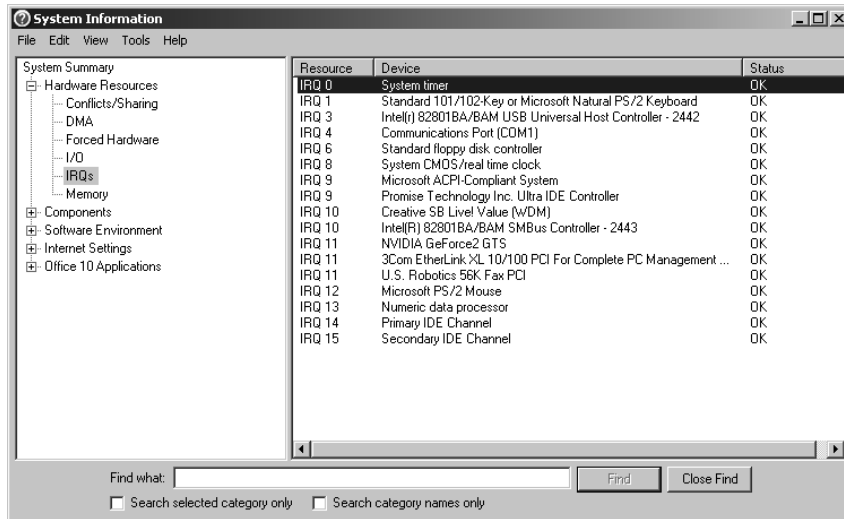 System Information
File Edit View Tools Help
System Summary
Hardware Resources
Conflicts/Sharing
DMA
Forced Hardware
I/O
IRQs
Memory
Components
Software Environment
Internet Settings
Office 10 Applications
Resource Device Status
IRQ 0 System timer OK
IRQ 1 Standard 101/102-Key or Microsoft Natural PS/2 Keyboard OK
IRQ 3 Intel(r) 82801BA/BAM USB Universal Host Controller - 2442 OK
IRQ 4 Communications Port (COM1) OK
IRQ 6 Standard floppy disk controller OK
IRQ 8 System CMOS/real time clock OK
IRQ 9 Microsoft ACPI-Compliant System OK
IRQ 9 Promise Technology Inc. Ultra IDE Controller OK
IRQ 10 Creative SB Live! Value (WDM) OK
IRQ 10 Intel(R) 82801BA/BAM SMBus Controller - 2443 OK
IRQ 11 NVIDIA GeForce2 GTS OK
IRQ 11 3Com EtherLink XL 10/100 PCI For Complete PC Management ... OK
IRQ 11 U.S. Robotics 56K Fax PCI OK
IRQ 12 Microsoft PS/2 Mouse OK
IRQ 13 Numeric data processor OK
IRQ 14 Primary IDE Channel OK
IRQ 15 Secondary IDE Channel OK
Find what: Find Close Find
Search selected category only Search category names only